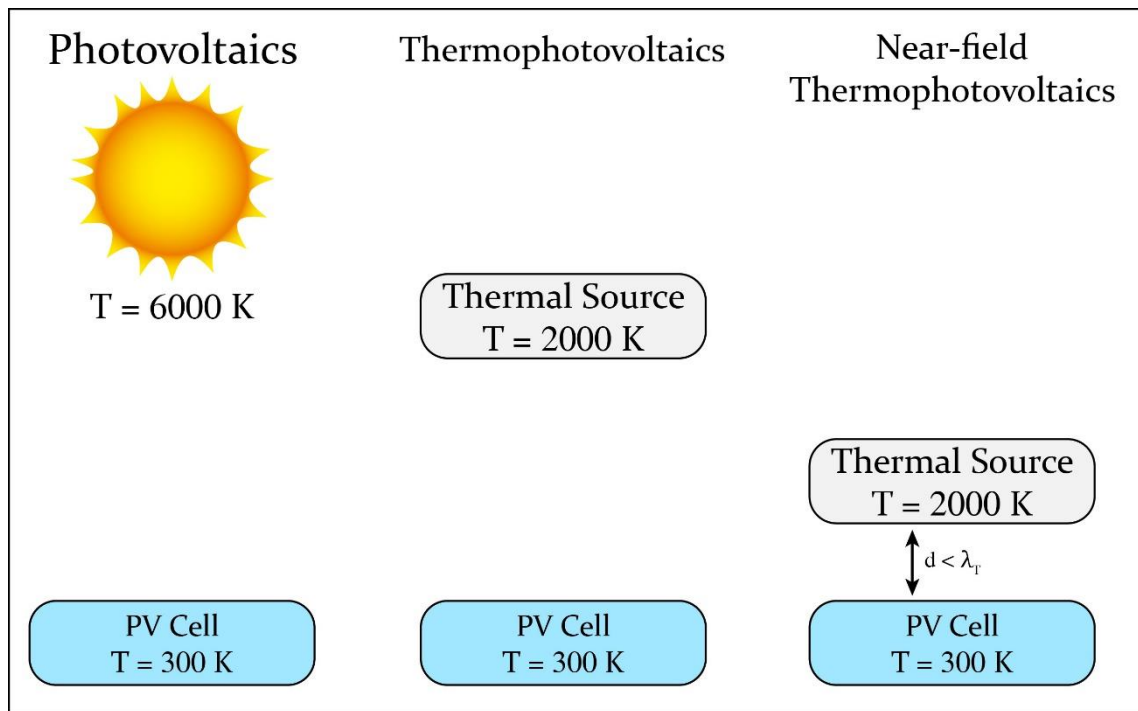 Photovoltaics
T = 6000 K
PV Cell
T = 300 K
Thermophotovoltaics
Thermal Source
T = 2000 K
PV Cell
T = 300 K
Near-field
Thermophotovoltaics
Thermal Source
T = 2000 K
d < λ_T
PV Cell
T = 300 K